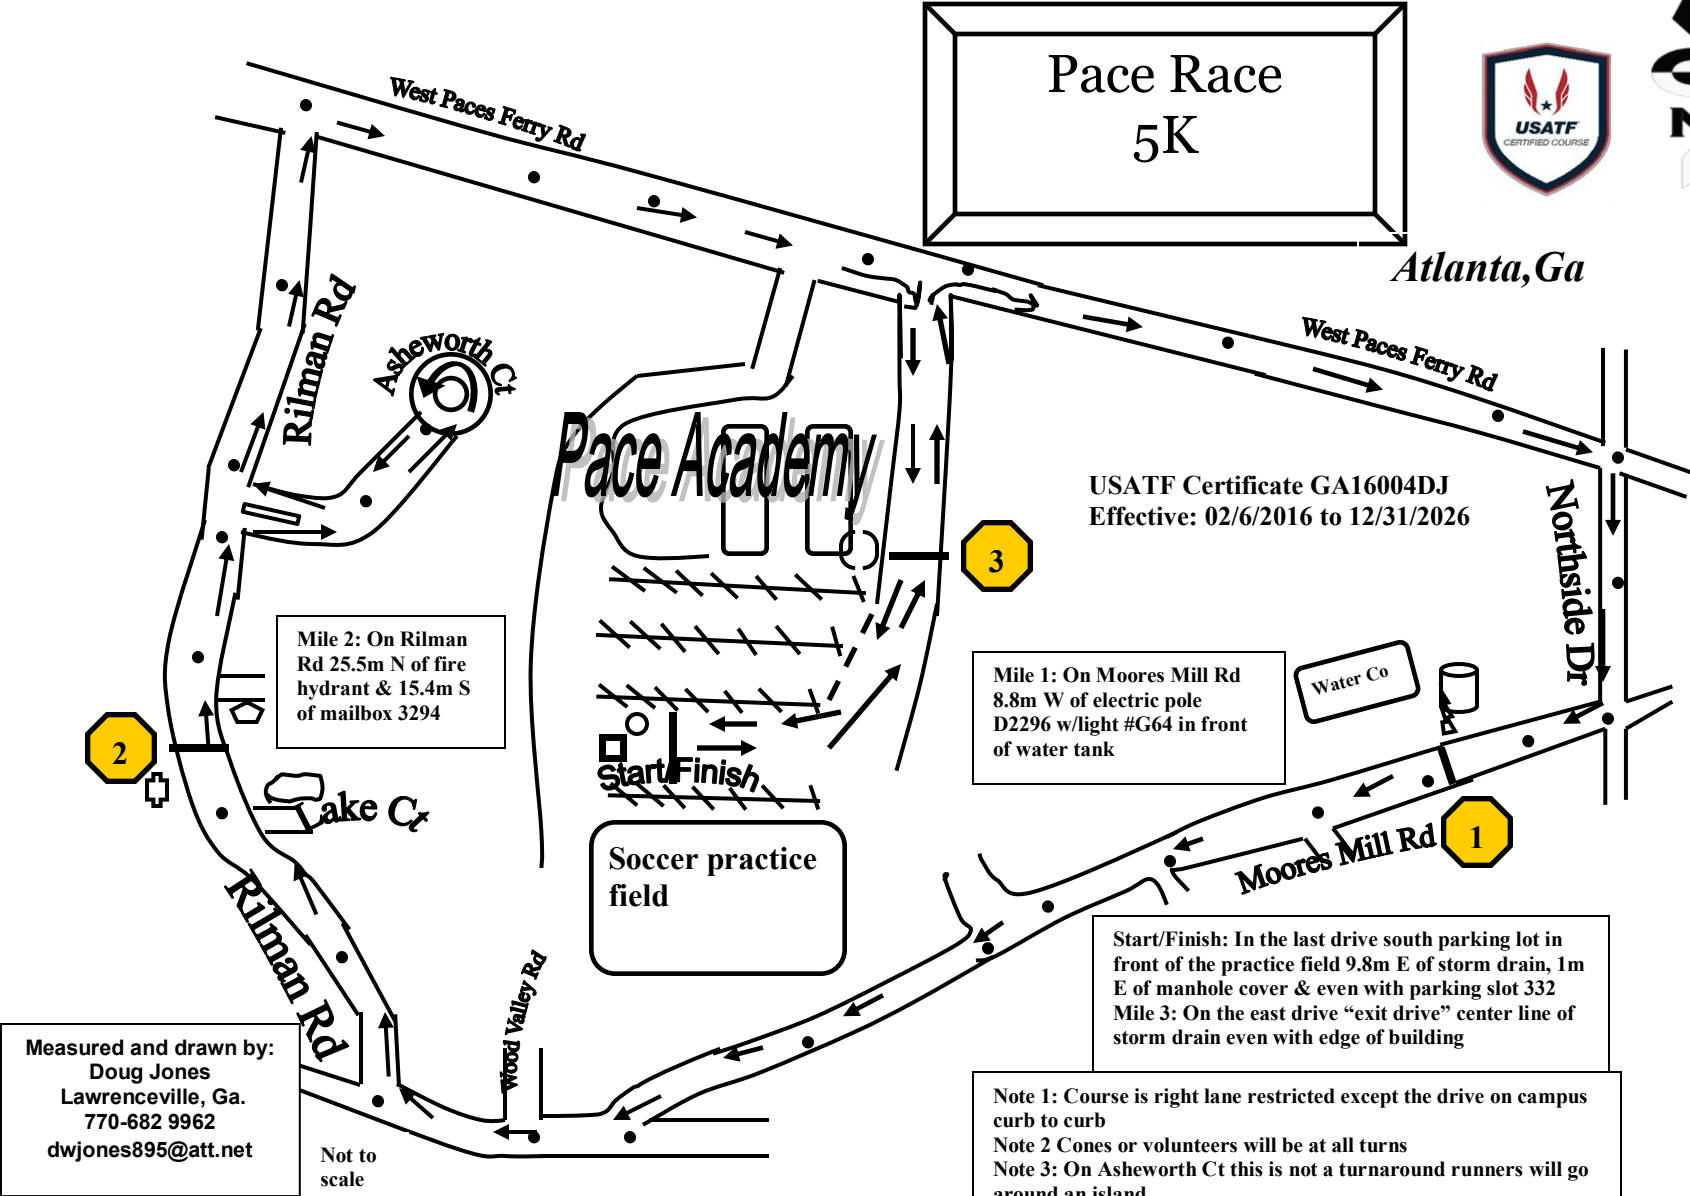 Pace Race
5K
USATF
CERTIFIED COURSE
Atlanta,Ga
West Paces Ferry Rd
West Paces Ferry Rd
Rilman Rd
Asheworth Ct
Pace Academy
USATF Certificate GA16004DJ
Effective: 02/6/2016 to 12/31/2026
Northside Dr
3
Mile 2: On Rilman
Rd 25.5m N of fire
hydrant & 15.4m S
of mailbox 3294
2
Mile 1: On Moores Mill Rd
8.8m W of electric pole
D2296 w/light #G64 in front
of water tank
Water Co
Start/Finish
Lake Ct
1
Moores Mill Rd
Soccer practice
field
Rilman Rd
Wood Valley Rd
Start/Finish: In the last drive south parking lot in
front of the practice field 9.8m E of storm drain, 1m
E of manhole cover & even with parking slot 332
Mile 3: On the east drive “exit drive” center line of
storm drain even with edge of building
Measured and drawn by:
Doug Jones
Lawrenceville, Ga.
770-682 9962
dwjones895@att.net
Not to
scale
Note 1: Course is right lane restricted except the drive on campus
curb to curb
Note 2 Cones or volunteers will be at all turns
Note 3: On Asheworth Ct this is not a turnaround runners will go
around an island